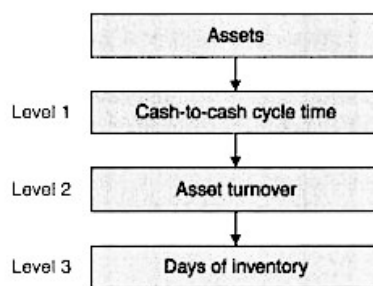 Assets
Level 1 Cash-to-cash cycle time
Level 2 Asset turnover
Level 3 Days of inventory